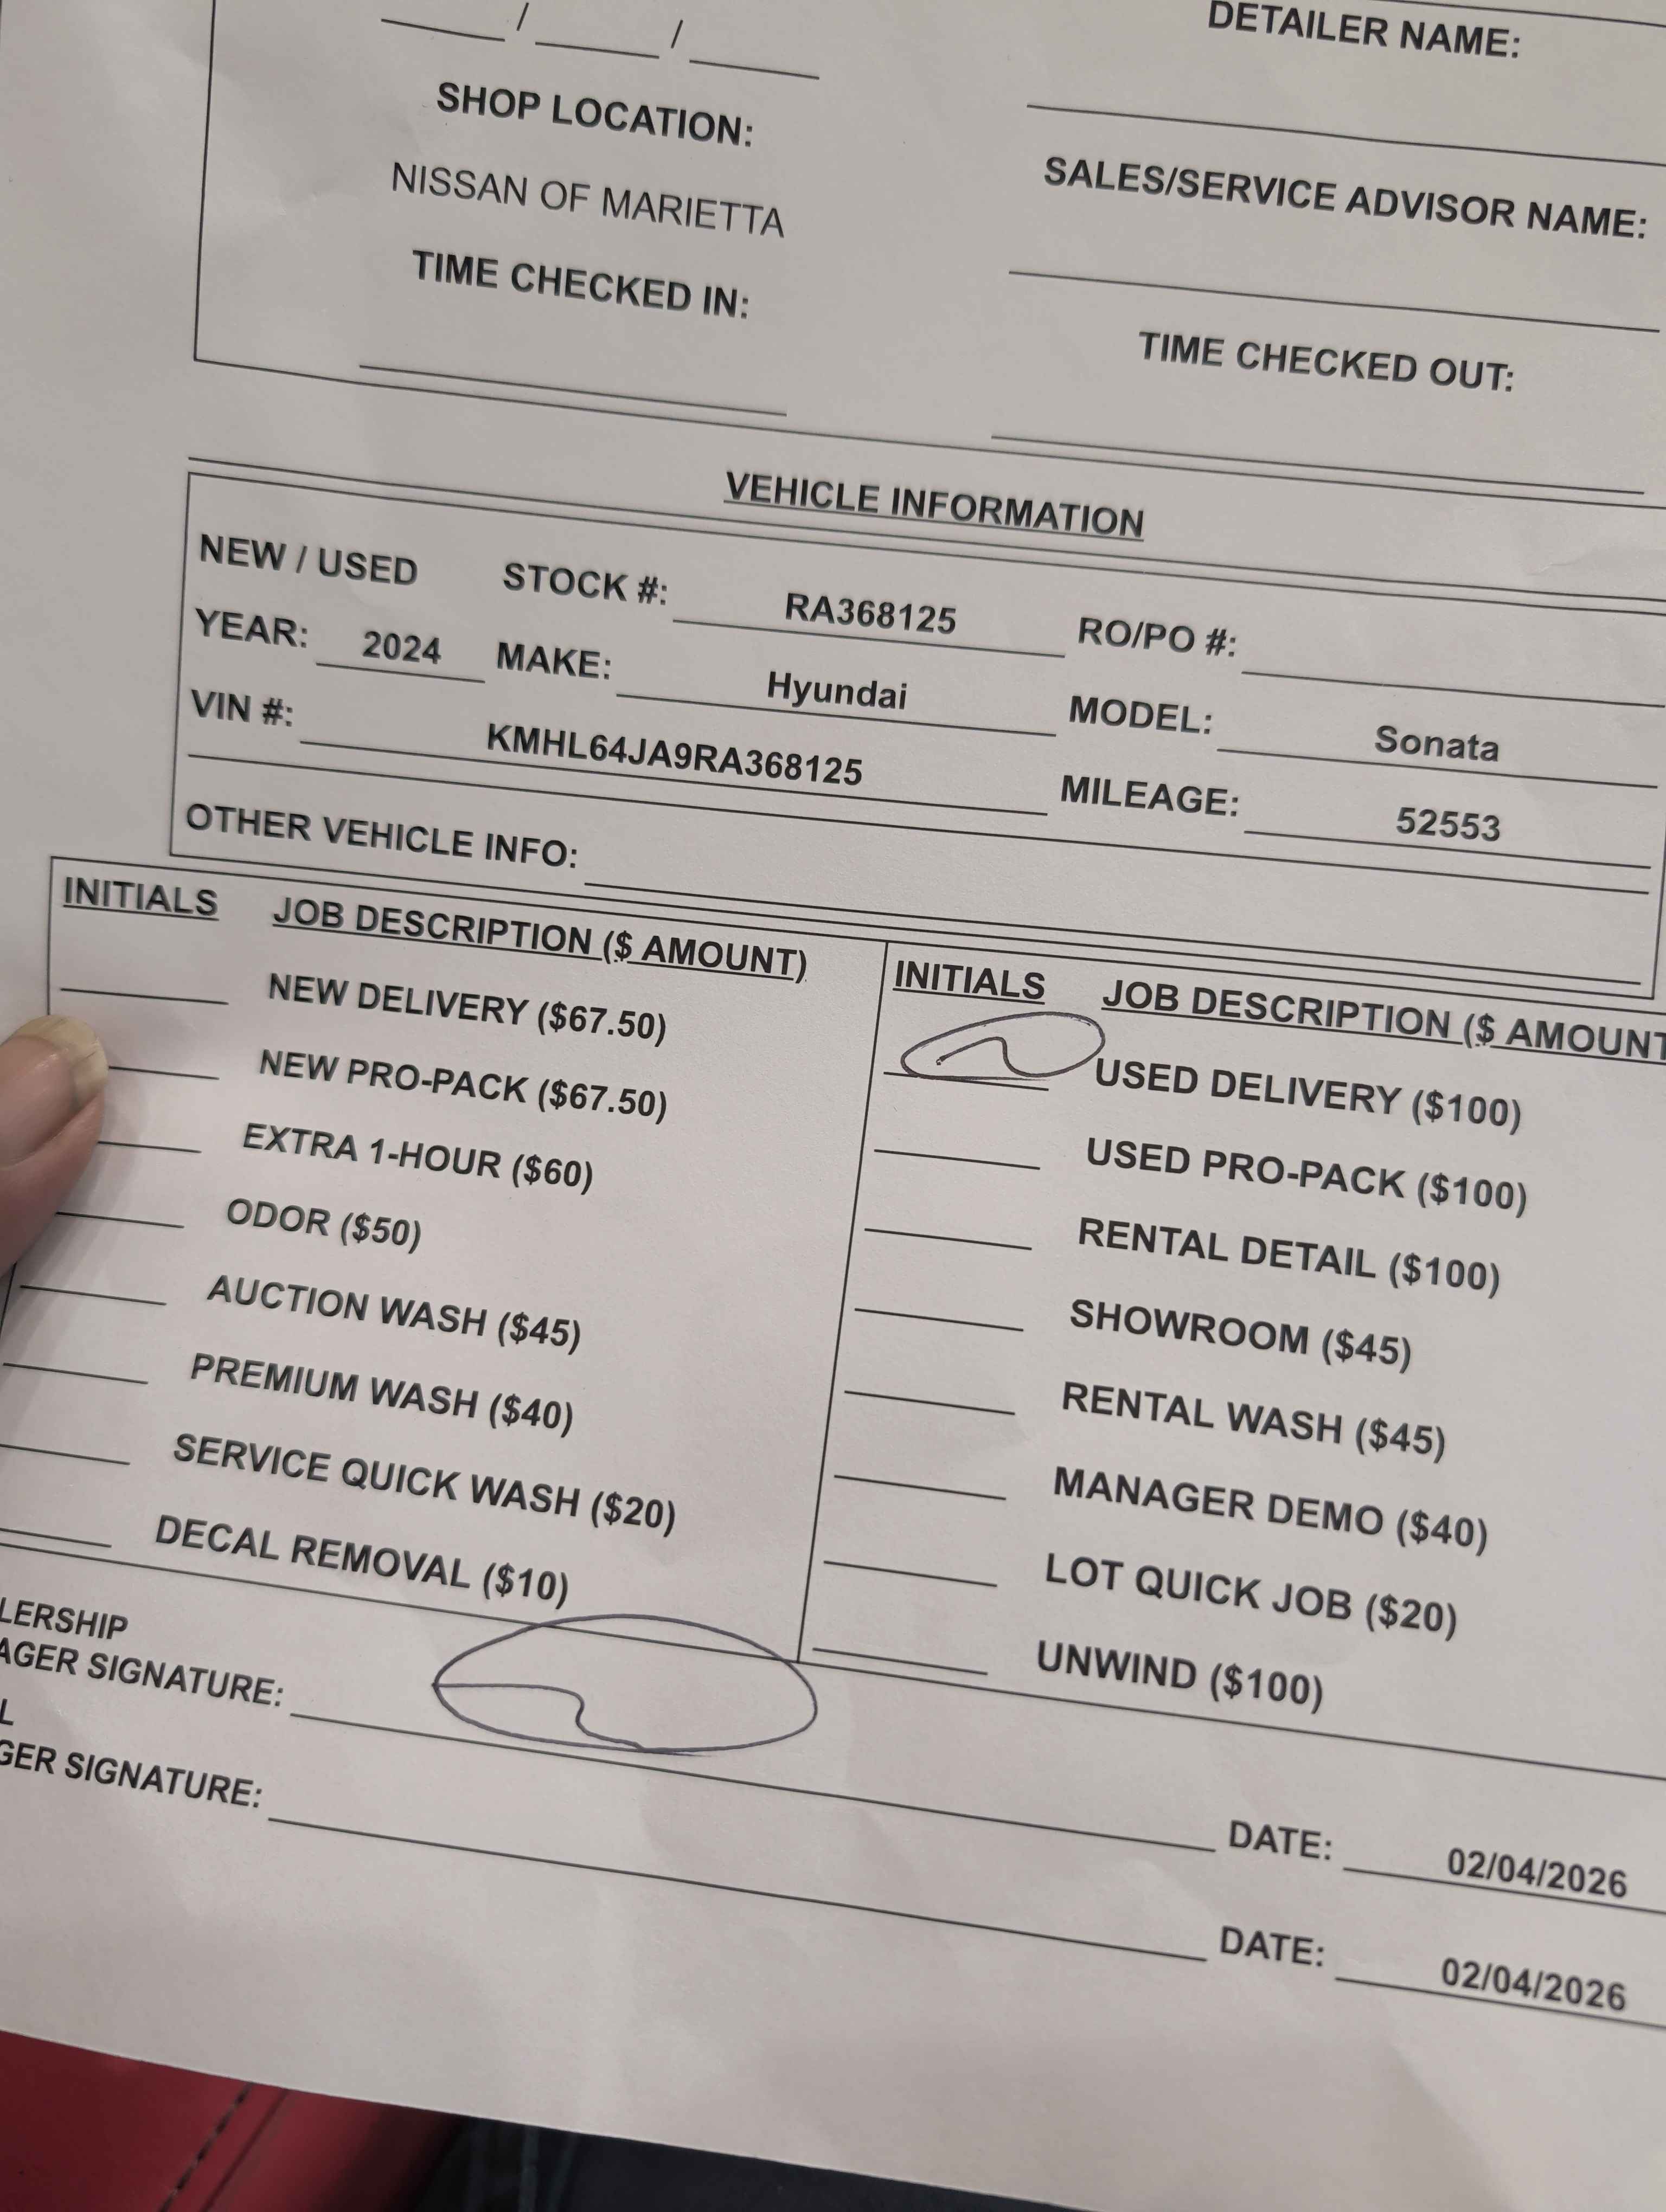 ___/___/___
DETAILER NAME:
SHOP LOCATION:
NISSAN OF MARIETTA
SALES/SERVICE ADVISOR NAME:
TIME CHECKED IN:
TIME CHECKED OUT:
VEHICLE INFORMATION
NEW / USED STOCK #: RA368125 RO/PO #:
YEAR: 2024 MAKE: Hyundai MODEL: Sonata
VIN #: KMHL64JA9RA368125 MILEAGE: 52553
OTHER VEHICLE INFO:
INITIALS JOB DESCRIPTION ($ AMOUNT)
NEW DELIVERY ($67.50)
NEW PRO-PACK ($67.50)
EXTRA 1-HOUR ($60)
ODOR ($50)
AUCTION WASH ($45)
PREMIUM WASH ($40)
SERVICE QUICK WASH ($20)
DECAL REMOVAL ($10)
INITIALS JOB DESCRIPTION ($ AMOUNT
USED DELIVERY ($100)
USED PRO-PACK ($100)
RENTAL DETAIL ($100)
SHOWROOM ($45)
RENTAL WASH ($45)
MANAGER DEMO ($40)
LOT QUICK JOB ($20)
UNWIND ($100)
LERSHIP
AGER SIGNATURE: DATE: 02/04/2026
L
GER SIGNATURE: DATE: 02/04/2026